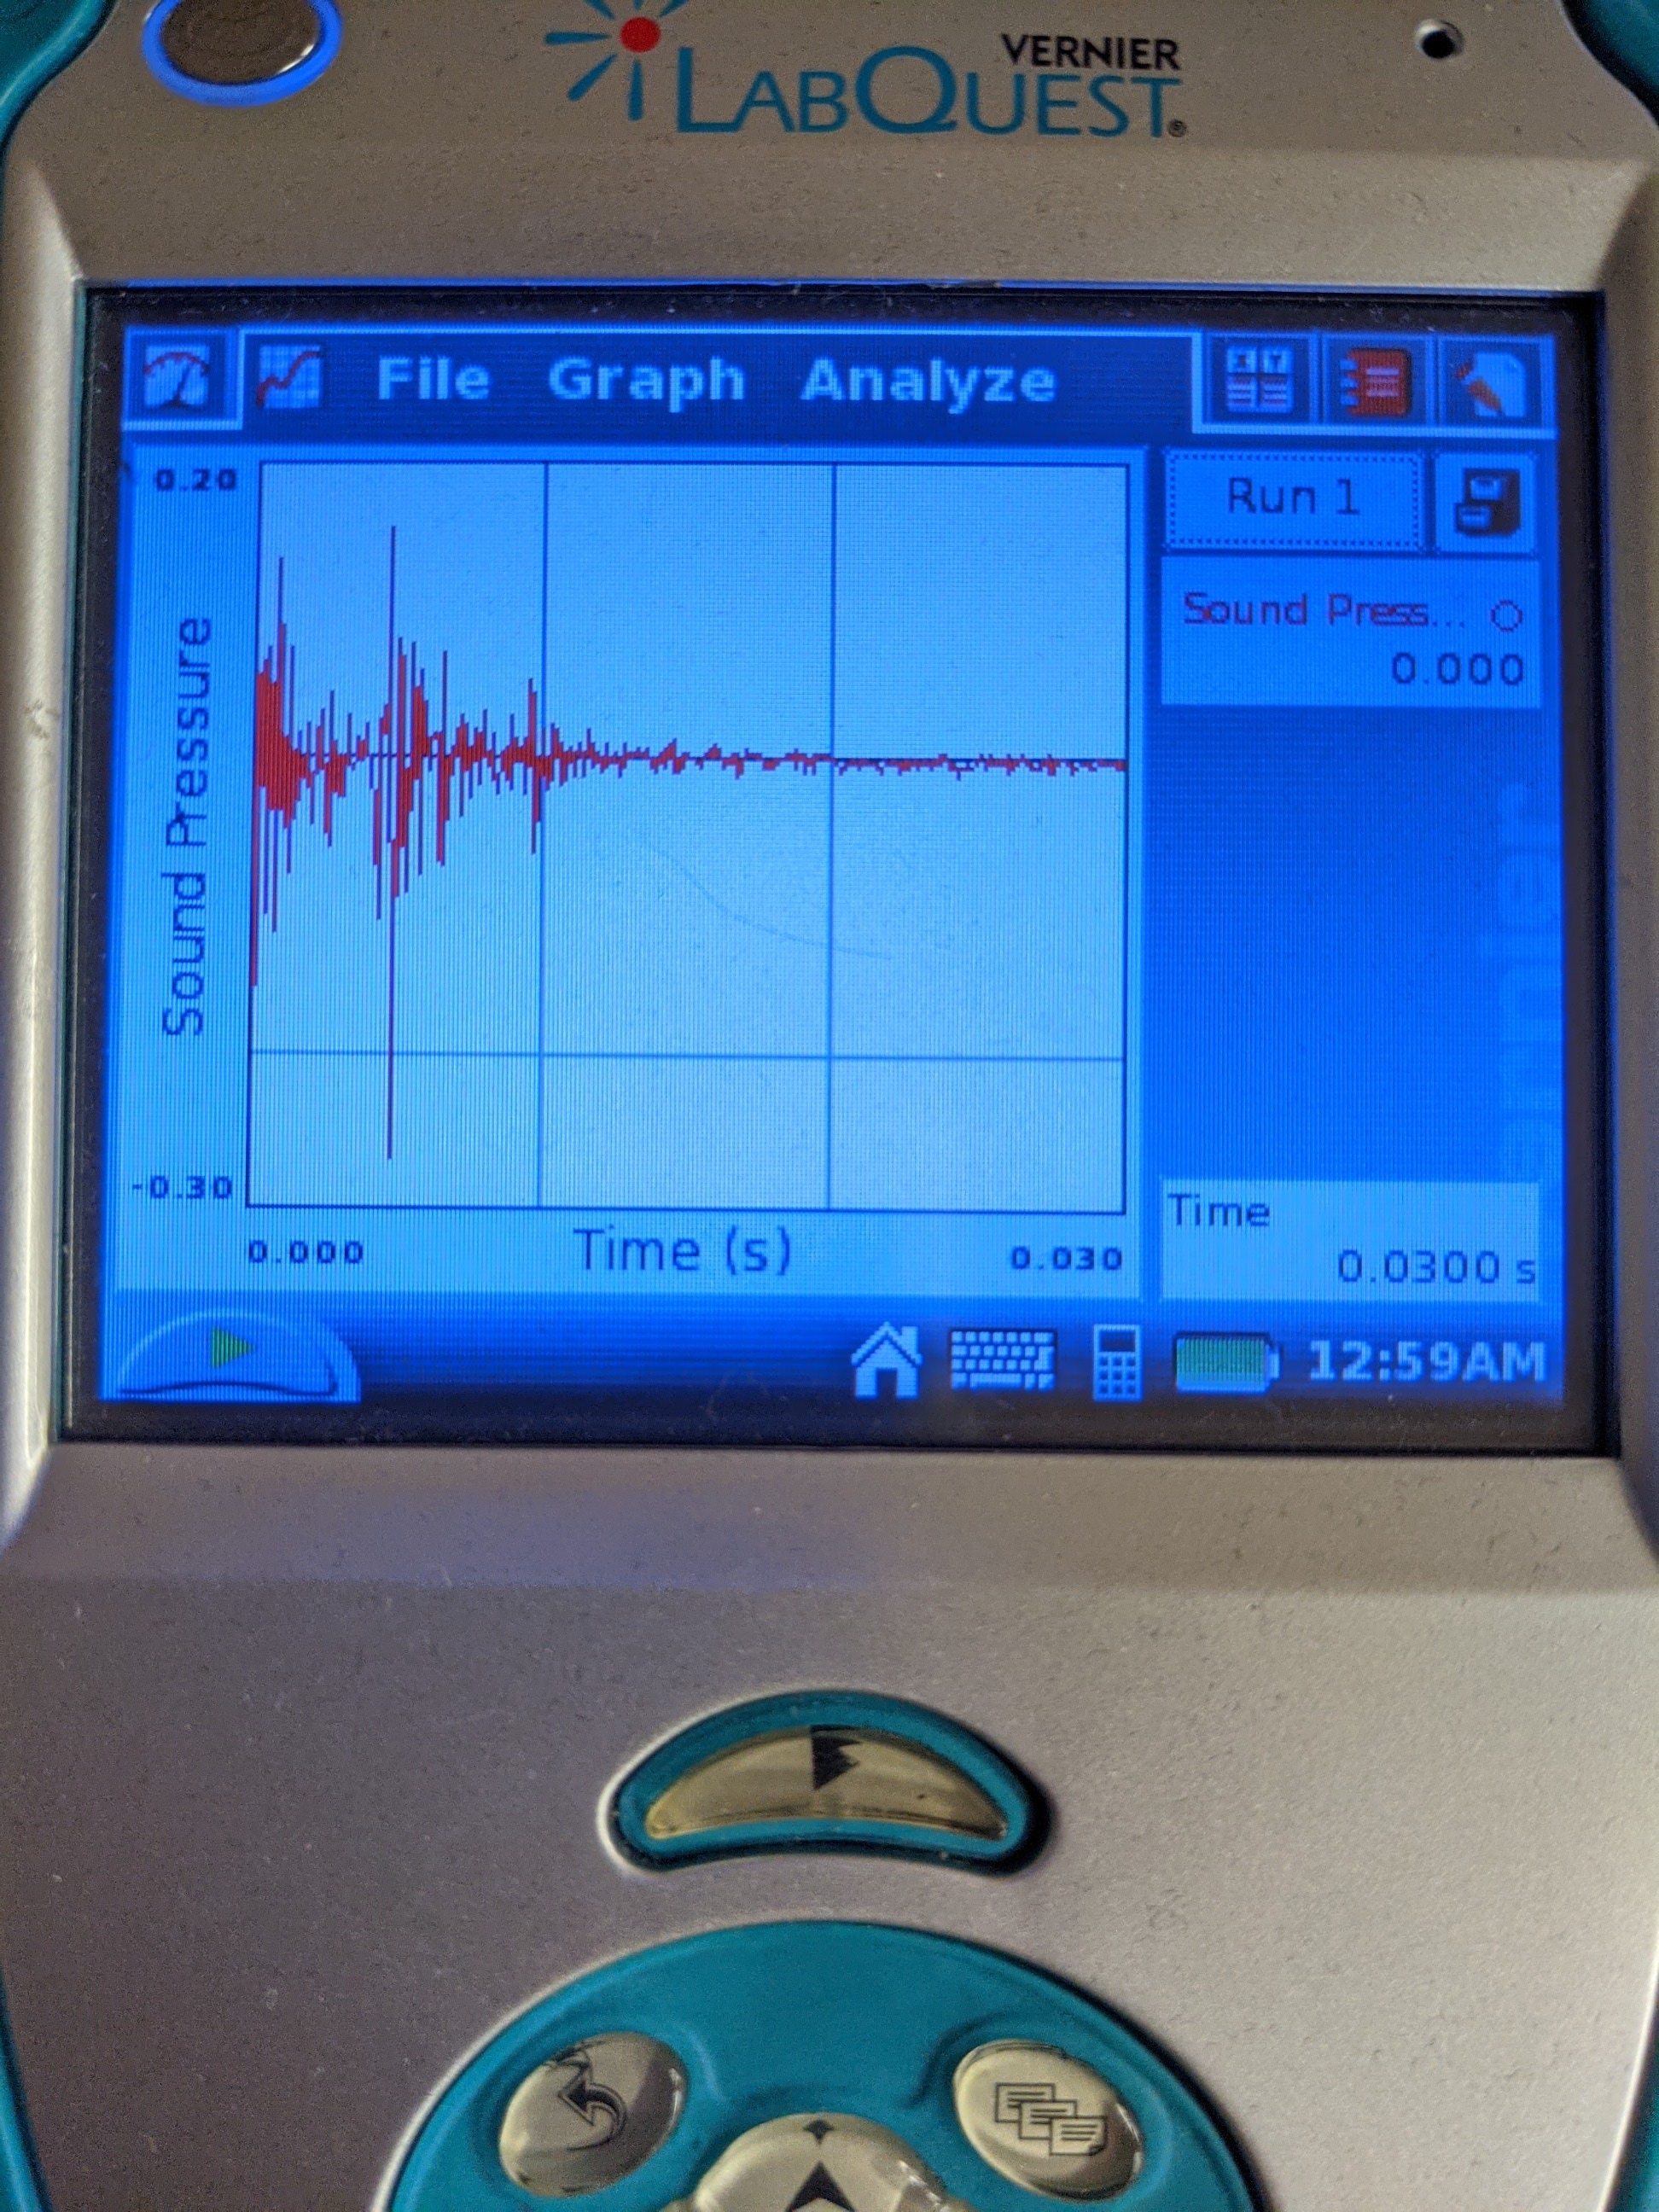 VERNIER
LABQUEST®
File Graph Analyze
0.20
Run 1
Sound Press...
0.000
Sound Pressure
-0.30
Time
0.000 Time (s) 0.030
0.0300 s
12:59AM